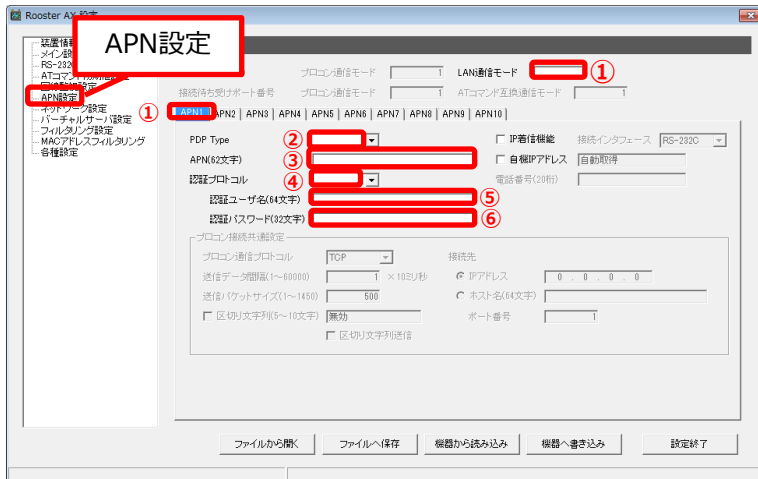 Rooster AX 設定
APN設定
装置情
メイン設
RS-232
ATコマンド
APN設定
ネットワーク設定
バーチャルサーバ設定
フィルタリング設定
MACアドレスフィルタリング
各種設定
プロコン通信モード 1 LAN通信モード ①
接続待ち受けポート番号 プロコン通信モード 1 ATコマンド互換通信モード 1
① APN1 APN2 APN3 APN4 APN5 APN6 APN7 APN8 APN9 APN10
PDP Type ② IP着信機能 接続インタフェース RS-232C
APN(62文字) ③ 自機IPアドレス 自動取得
認証プロトコル ④ 電話番号(20桁)
認証ユーザ名(64文字) ⑤
認証パスワード(32文字) ⑥
プロコン接続共通設定
プロコン通信プロトコル TCP 接続先
送信データ間隔(1~60000) 1 ×10ミリ秒 IPアドレス 0 . 0 . 0 . 0
送信パケットサイズ(1~1450) 500 ホスト名(64文字)
区切り文字列(5~10文字) 無効 ポート番号 1
区切り文字列送信
ファイルから開く ファイルへ保存 機器から読み込み 機器へ書き込み 設定終了